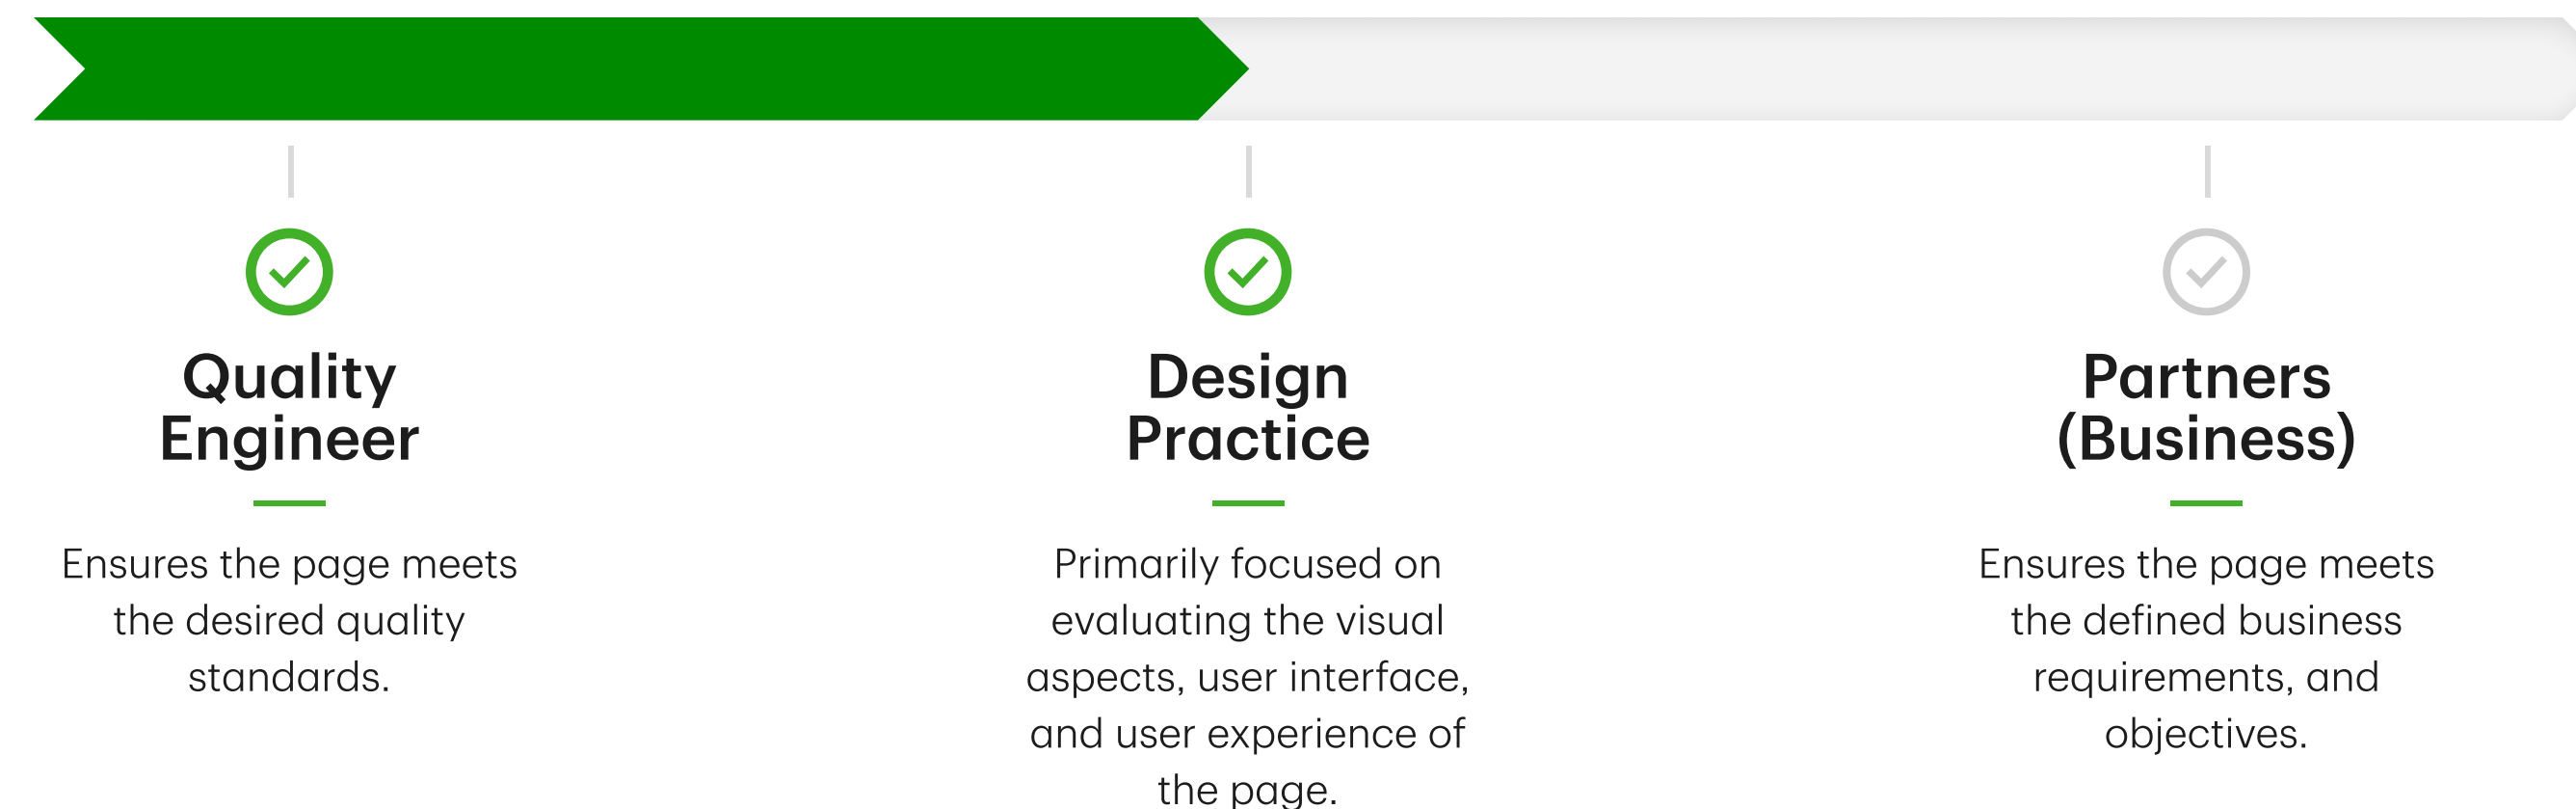 Quality
Engineer
Ensures the page meets
the desired quality
standards.
Design
Practice
Primarily focused on
evaluating the visual
aspects, user interface,
and user experience of
the page.
Partners
(Business)
Ensures the page meets
the defined business
requirements, and
objectives.